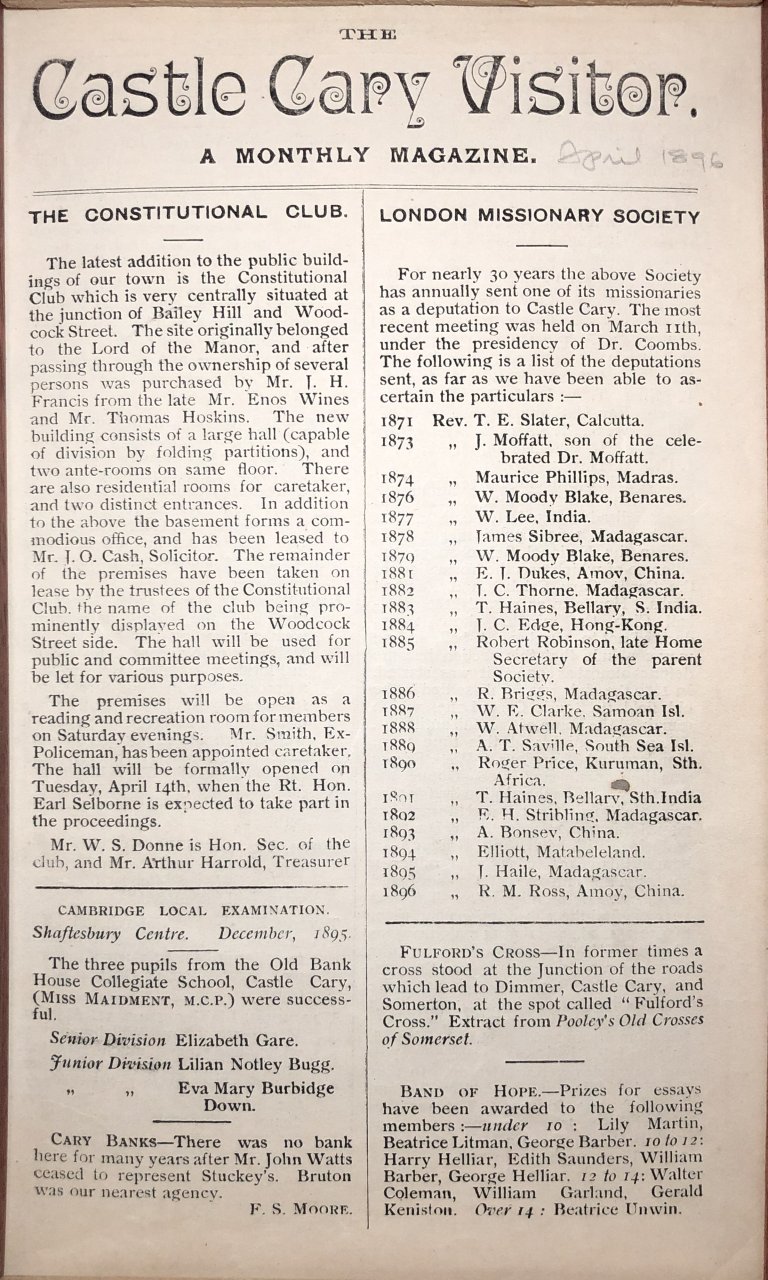 THE
Castle Cary Visitor.
A MONTHLY MAGAZINE.
April 1896
THE CONSTITUTIONAL CLUB.
The latest addition to the public build-
ings of our town is the Constitutional
Club which is very centrally situated at
the junction of Bailey Hill and Wood-
cock Street. The site originally belonged
to the Lord of the Manor, and after
passing through the ownership of several
persons was purchased by Mr. J. H.
Francis from the late Mr. Enos Wines
and Mr. Thomas Hoskins. The new
building consists of a large hall (capable
of division by folding partitions), and
two ante-rooms on same floor. There
are also residential rooms for caretaker,
and two distinct entrances. In addition
to the above the basement forms a com-
modious office, and has been leased to
Mr. J. O. Cash, Solicitor. The remainder
of the premises have been taken on
lease by the trustees of the Constitutional
Club, the name of the club being pro-
minently displayed on the Woodcock
Street side. The hall will be used for
public and committee meetings, and will
be let for various purposes.
The premises will be open as a
reading and recreation room for members
on Saturday evenings. Mr. Smith, Ex-
Policeman, has been appointed caretaker.
The hall will be formally opened on
Tuesday, April 14th, when the Rt. Hon.
Earl Selborne is expected to take part in
the proceedings.
Mr. W. S. Donne is Hon. Sec. of the
club, and Mr. Arthur Harrold, Treasurer
CAMBRIDGE LOCAL EXAMINATION.
Shaftesbury Centre. December, 1895.
The three pupils from the Old Bank
House Collegiate School, Castle Cary,
(MISS MAIDMENT, M.C.P.) were success-
ful.
Senior Division Elizabeth Gare.
Junior Division Lilian Notley Bugg.
„ „ Eva Mary Burbidge
Down.
CARY BANKS—There was no bank
here for many years after Mr. John Watts
ceased to represent Stuckey's. Bruton
was our nearest agency.
F. S. MOORE.
LONDON MISSIONARY SOCIETY
For nearly 30 years the above Society
has annually sent one of its missionaries
as a deputation to Castle Cary. The most
recent meeting was held on March 11th,
under the presidency of Dr. Coombs.
The following is a list of the deputations
sent, as far as we have been able to as-
certain the particulars :—
1871 Rev. T. E. Slater, Calcutta.
1873 „ J. Moffatt, son of the cele-
brated Dr. Moffatt.
1874 „ Maurice Phillips, Madras.
1876 „ W. Moody Blake, Benares.
1877 „ W. Lee, India.
1878 „ James Sibree, Madagascar.
1879 „ W. Moody Blake, Benares.
1881 „ E. J. Dukes, Amoy, China.
1882 „ J. C. Thorne, Madagascar.
1883 „ T. Haines, Bellary, S. India.
1884 „ J. C. Edge, Hong-Kong.
1885 „ Robert Robinson, late Home
Secretary of the parent
Society.
1886 „ R. Briggs, Madagascar.
1887 „ W. E. Clarke, Samoan Isl.
1888 „ W. Atwell, Madagascar.
1889 „ A. T. Saville, South Sea Isl.
1890 „ Roger Price, Kuruman, Sth.
Africa.
1891 „ T. Haines, Bellary, Sth.India
1892 „ E. H. Stribling, Madagascar.
1893 „ A. Bonsey, China.
1894 „ Elliott, Matabeleland.
1895 „ J. Haile, Madagascar.
1896 „ R. M. Ross, Amoy, China.
FULFORD'S CROSS—In former times a
cross stood at the Junction of the roads
which lead to Dimmer, Castle Cary, and
Somerton, at the spot called "Fulford's
Cross." Extract from Pooley's Old Crosses
of Somerset.
BAND OF HOPE.—Prizes for essays
have been awarded to the following
members :—under 10 : Lily Martin,
Beatrice Litman, George Barber. 10 to 12:
Harry Helliar, Edith Saunders, William
Barber, George Helliar. 12 to 14: Walter
Coleman, William Garland, Gerald
Keniston. Over 14 : Beatrice Unwin.